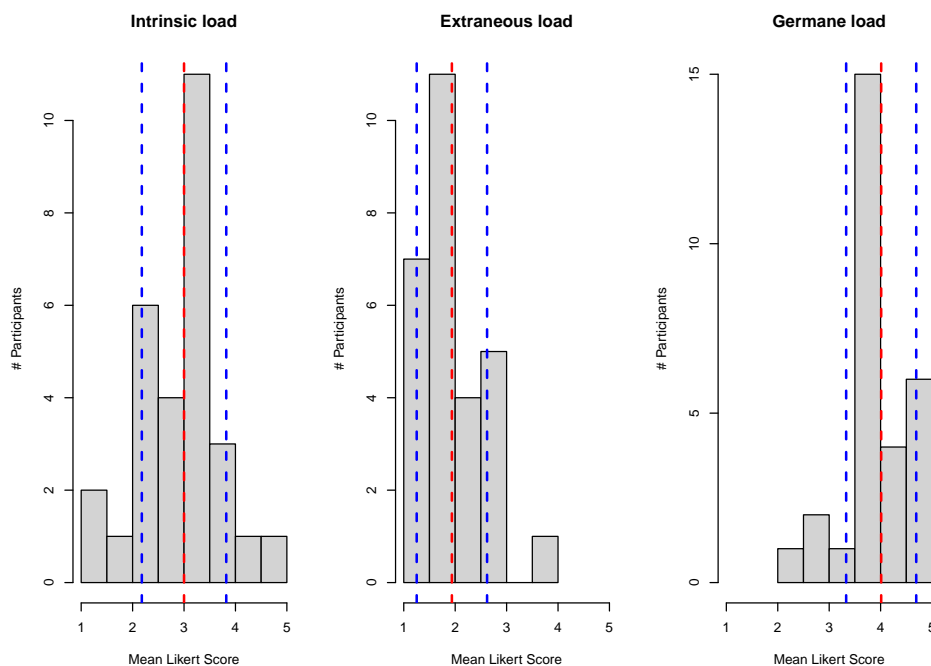 Intrinsic load
# Participants
0
2
4
6
8
10
1 2 3 4 5
Mean Likert Score
Extraneous load
# Participants
0
2
4
6
8
10
1 2 3 4 5
Mean Likert Score
Germane load
# Participants
0
5
10
15
1 2 3 4 5
Mean Likert Score